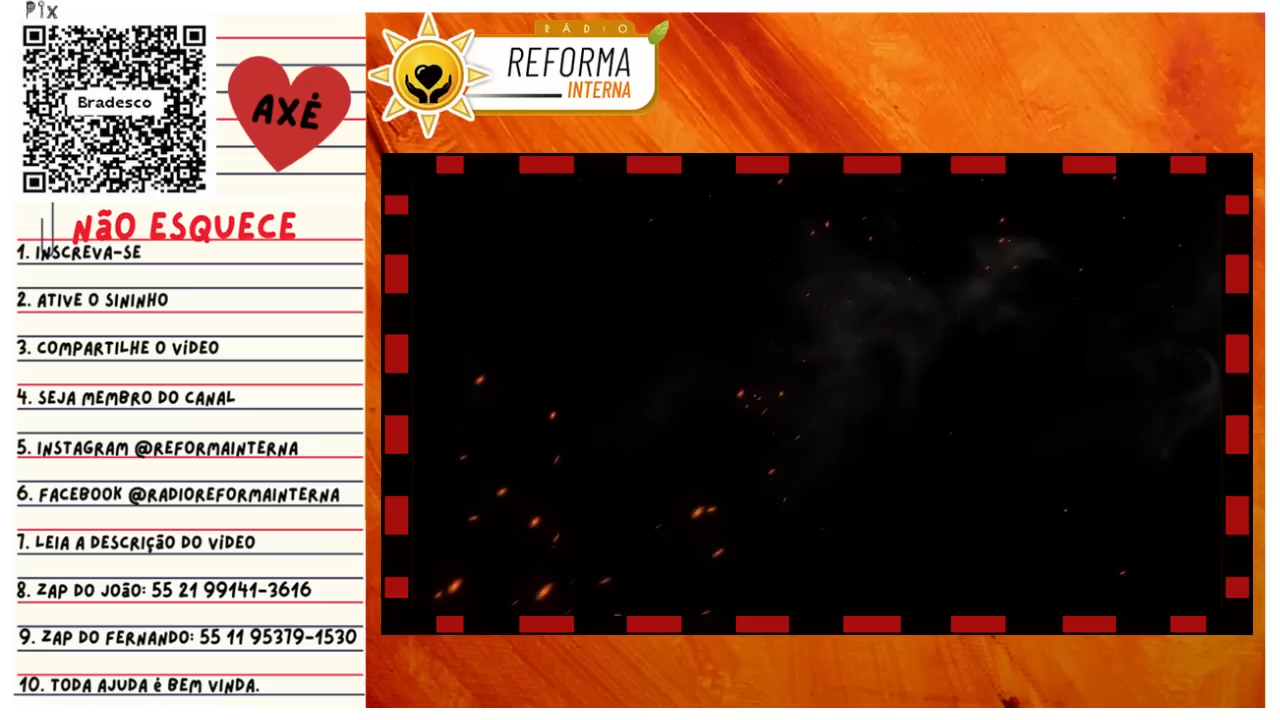 Pix
Bradesco
AXÉ
RÁDIO
REFORMA
INTERNA
NãO ESQUECE
1. INSCREVA-SE
2. ATIVE O SININHO
3. COMPARTILHE O VíDEO
4. SEJA MEMBRO DO CANAL
5. INSTAGRAM @REFORMAINTERNA
6. FACEBOOK @RADIOREFORMAINTERNA
7. LEIA A DESCRIÇãO DO VíDEO
8. ZAP DO JOãO: 55 21 99141-3616
9. ZAP DO FERNANDO: 55 11 95379-1530
10. TODA AJUDA é BEM VINDA.